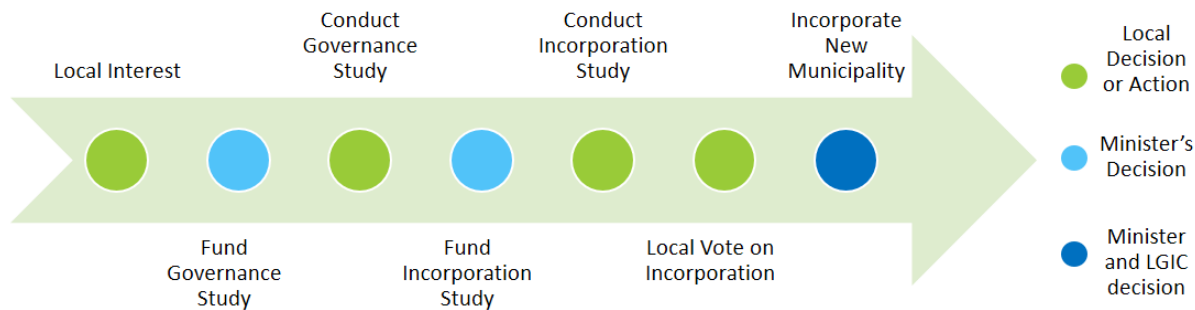 Local Interest
Fund
Governance
Study
Conduct
Governance
Study
Fund
Incorporation
Study
Conduct
Incorporation
Study
Local Vote on
Incorporation
Incorporate
New
Municipality
Local
Decision
or Action
Minister's
Decision
Minister
and LGIC
decision